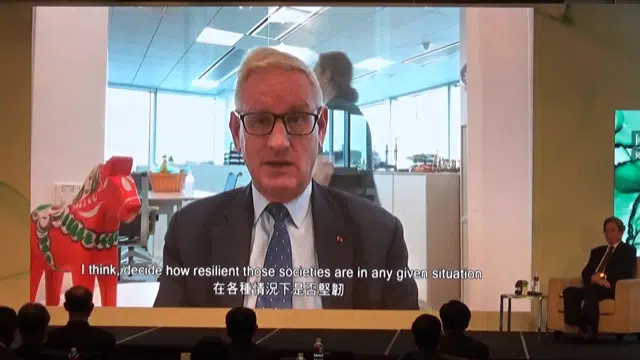 I think, decide how resilient those societies are in any given situation
在各種情況下是否堅韌